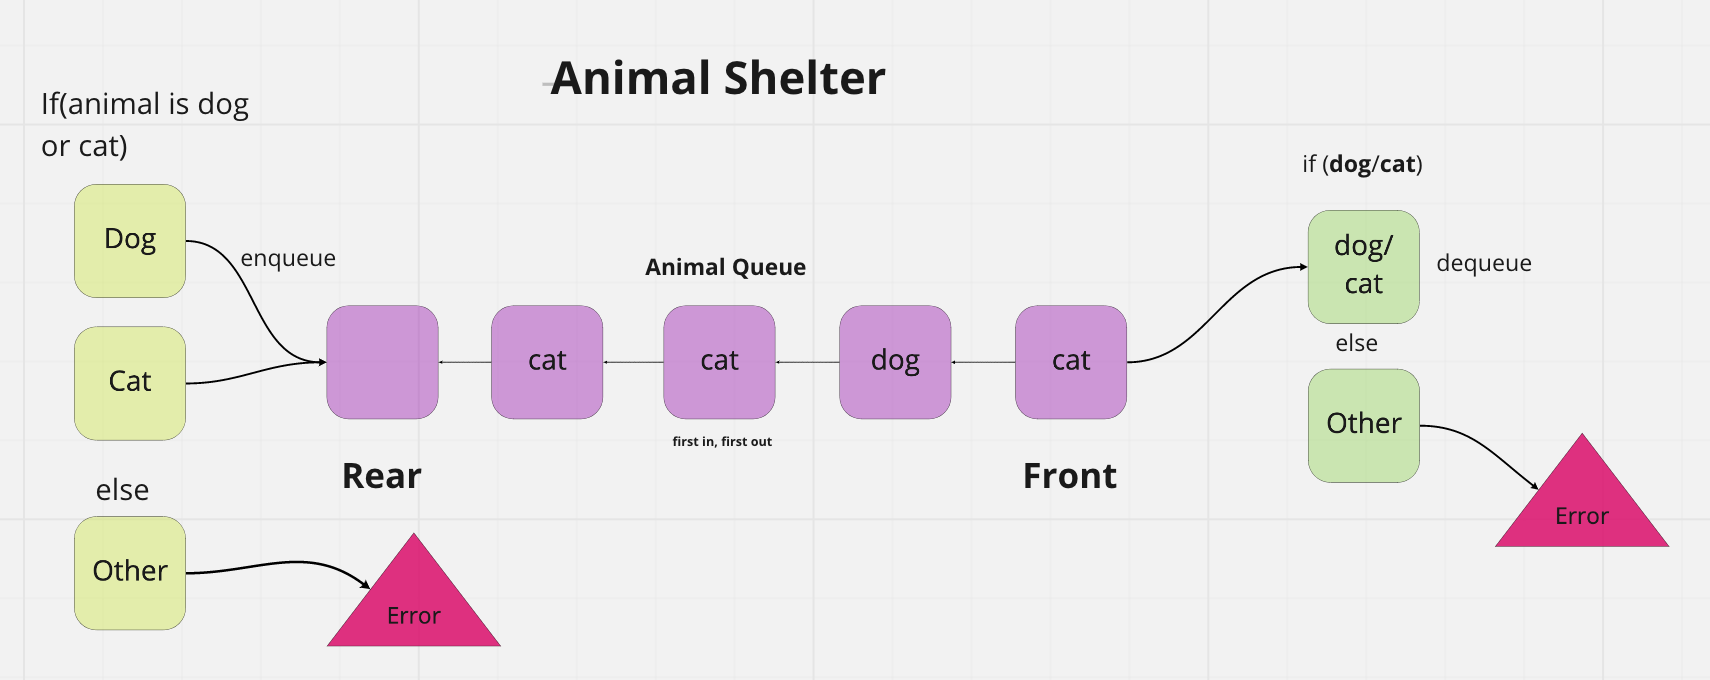 Animal Shelter
If(animal is dog
or cat)
Dog
enqueue
Cat
else
Other
Error
Animal Queue
cat
cat
dog
cat
first in, first out
Rear
Front
if (dog/cat)
dog/
cat
dequeue
else
Other
Error